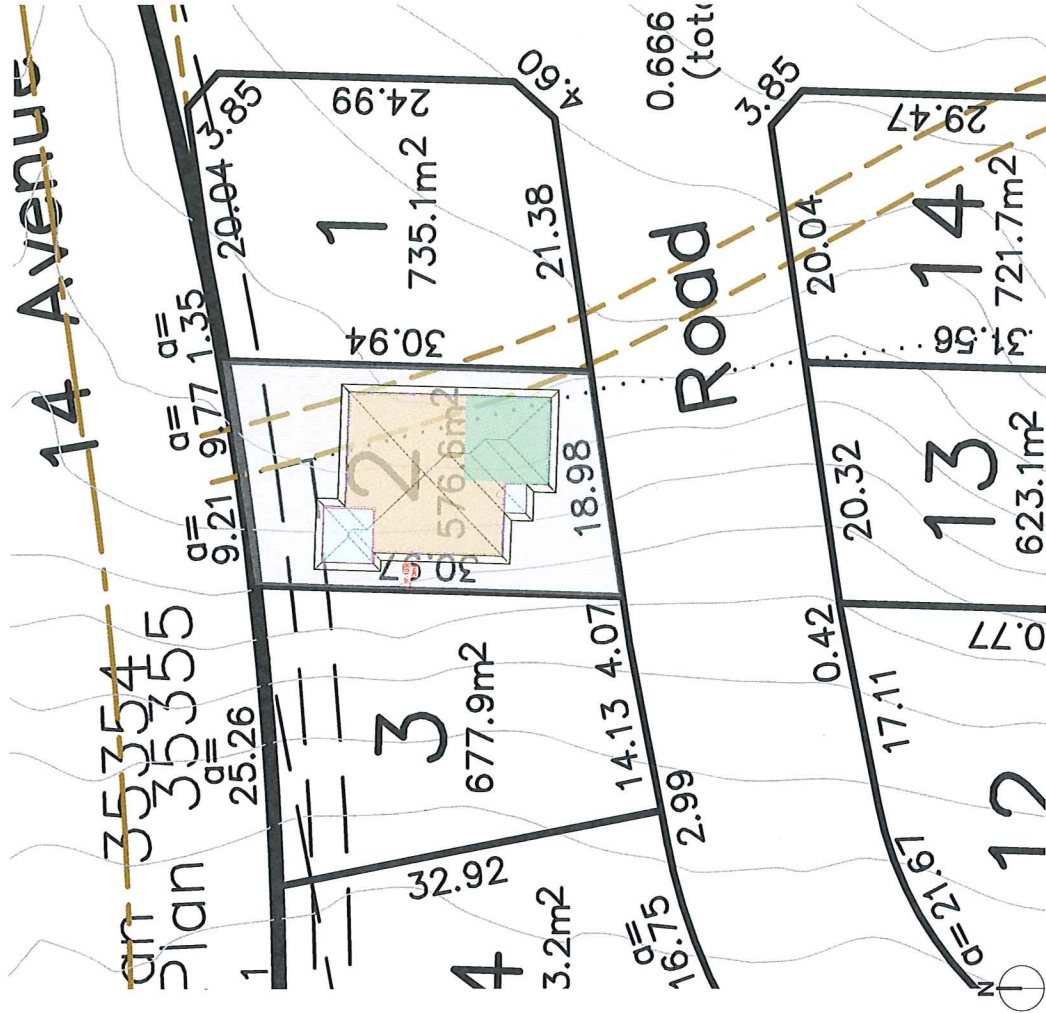 14 Avenue
an 35354
Plan 35355
a=
25.26
a=
9.21
a=
9.77
a=
1.35
20.04
3.85
24.99
4.60
1
735.1m2
21.38
30.94
2
576.6m2
18.98
3
677.9m2
4.07
14.13
2.99
32.92
1
4
3.2m2
a=
16.75
Road
0.666
3.85
29.47
20.04
14
721.7m2
31.56
13
623.1m2
20.32
0.42
17.11
0.77
12
a=21.67
N